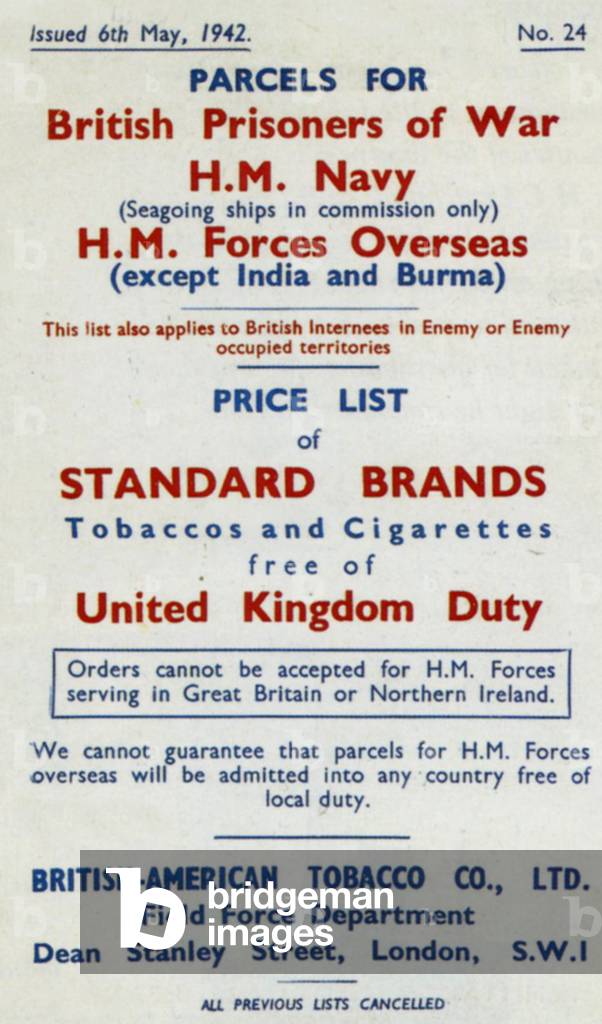 Issued 6th May, 1942. No. 24
PARCELS FOR
British Prisoners of War
H.M. Navy
(Seagoing ships in commission only)
H.M. Forces Overseas
(except India and Burma)
This list also applies to British Internees in Enemy or Enemy
occupied territories
PRICE LIST
of
STANDARD BRANDS
Tobaccos and Cigarettes
free of
United Kingdom Duty
Orders cannot be accepted for H.M. Forces
serving in Great Britain or Northern Ireland.
We cannot guarantee that parcels for H.M. Forces
overseas will be admitted into any country free of
local duty.
BRITISH-AMERICAN TOBACCO CO., LTD.
Field Force Department
Dean Stanley Street, London, S.W.1
ALL PREVIOUS LISTS CANCELLED
b bridgeman
images